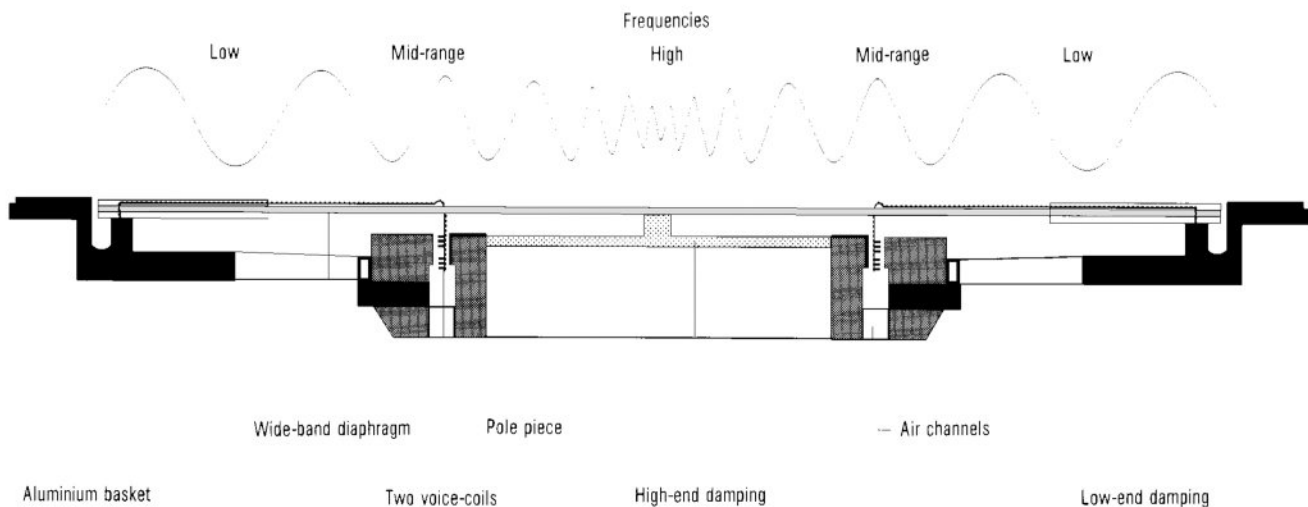 Frequencies
Low Mid-range High Mid-range Low
Wide-band diaphragm Pole piece Air channels
Aluminium basket Two voice-coils High-end damping Low-end damping